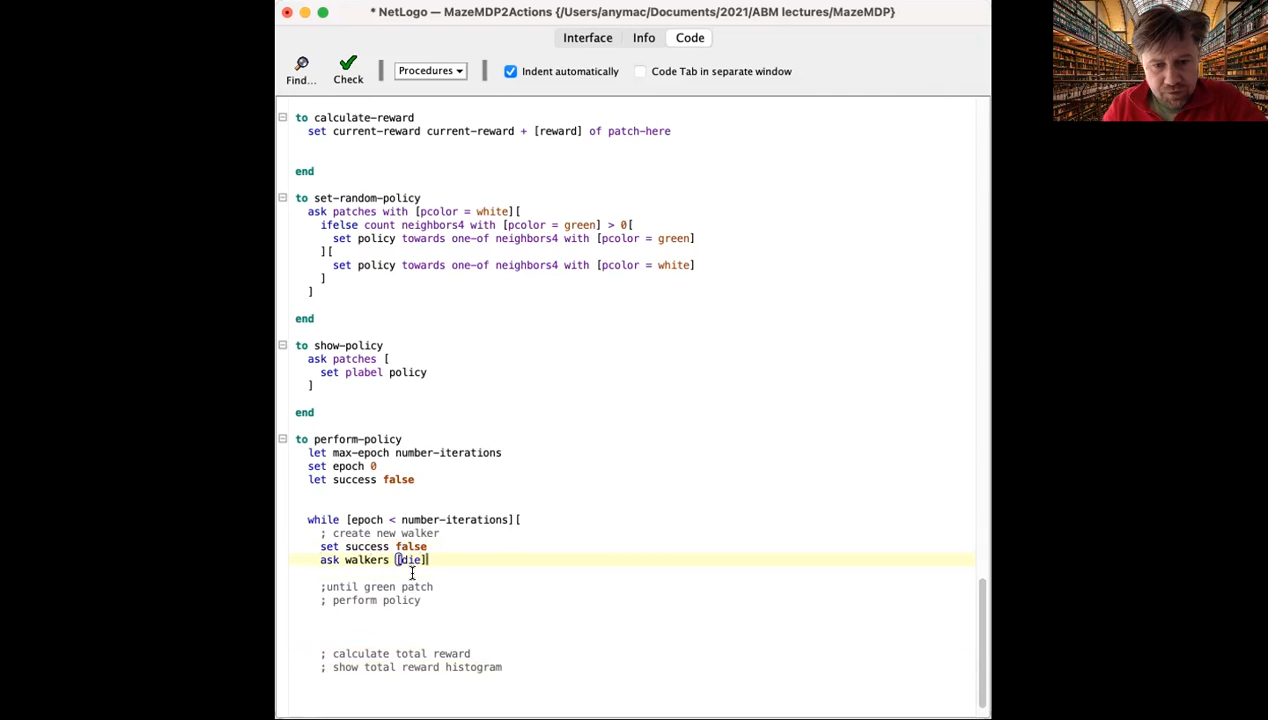 * NetLogo — MazeMDP2Actions {/Users/anymac/Documents/2021/ABM lectures/MazeMDP}
Interface Info Code
Find... Check Procedures Indent automatically Code Tab in separate window
to calculate-reward
set current-reward current-reward + [reward] of patch-here
end
to set-random-policy
ask patches with [pcolor = white][
ifelse count neighbors4 with [pcolor = green] > 0[
set policy towards one-of neighbors4 with [pcolor = green]
][
set policy towards one-of neighbors4 with [pcolor = white]
]
]
end
to show-policy
ask patches [
set plabel policy
]
end
to perform-policy
let max-epoch number-iterations
set epoch 0
let success false
while [epoch < number-iterations][
; create new walker
set success false
ask walkers [die]
;until green patch
; perform policy
; calculate total reward
; show total reward histogram